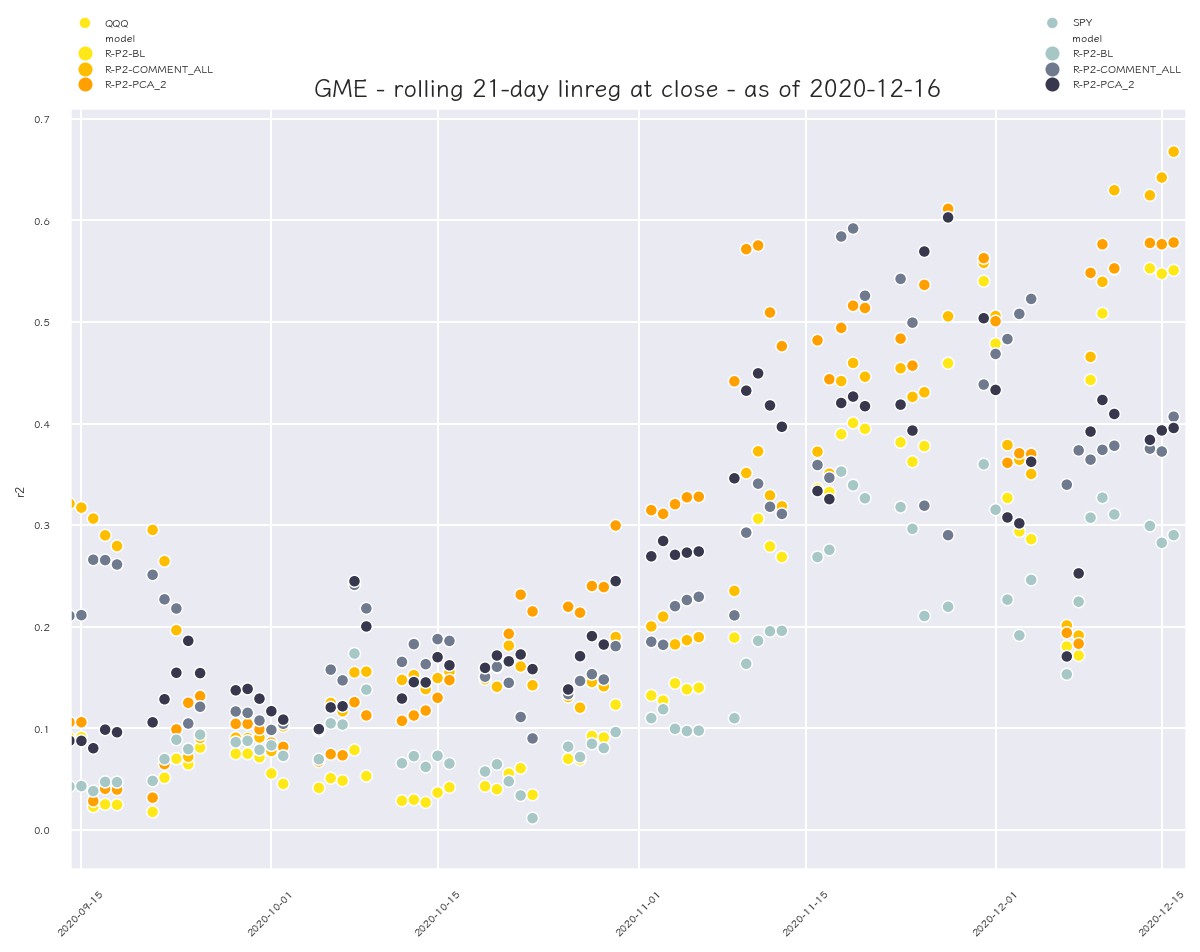 QQQ
model
R-P2-BL
R-P2-COMMENT_ALL
R-P2-PCA_2
SPY
model
R-P2-BL
R-P2-COMMENT_ALL
R-P2-PCA_2
GME - rolling 21-day linreg at close - as of 2020-12-16
0.7
0.6
0.5
0.4
0.3
0.2
0.1
0.0
r2
2020-09-15
2020-10-01
2020-10-15
2020-11-01
2020-11-15
2020-12-01
2020-12-15